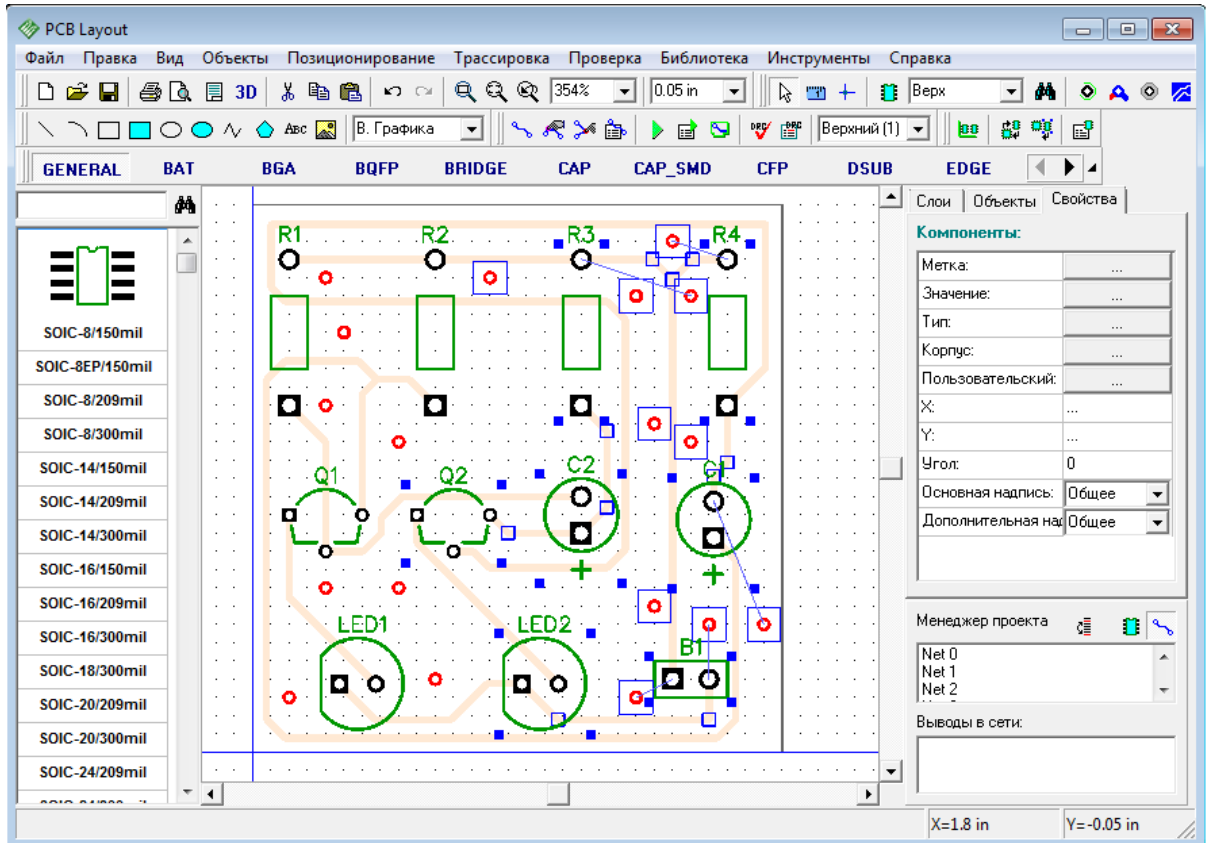 PCB Layout
Файл Правка Вид Объекты Позиционирование Трассировка Проверка Библиотека Инструменты Справка
3D 354% 0.05 in Верх
ABC В. Графика DRC DRC Верхний (1)
GENERAL BAT BGA BQFP BRIDGE CAP CAP_SMD CFP DSUB EDGE
SOIC-8/150mil
SOIC-8EP/150mil
SOIC-8/209mil
SOIC-8/300mil
SOIC-14/150mil
SOIC-14/209mil
SOIC-14/300mil
SOIC-16/150mil
SOIC-16/209mil
SOIC-16/300mil
SOIC-18/300mil
SOIC-20/209mil
SOIC-20/300mil
SOIC-24/209mil
R1 R2 R3 R4
Q1 Q2 C2
LED1 LED2 B1
Слои Объекты Свойства
Компоненты:
Метка: ...
Значение: ...
Тип: ...
Корпус: ...
Пользовательский: ...
X: ...
Y: ...
Угол: 0
Основная надпись: Общее
Дополнительная над Общее
Менеджер проекта
Net 0
Net 1
Net 2
Выводы в сети:
X=1.8 in Y=-0.05 in